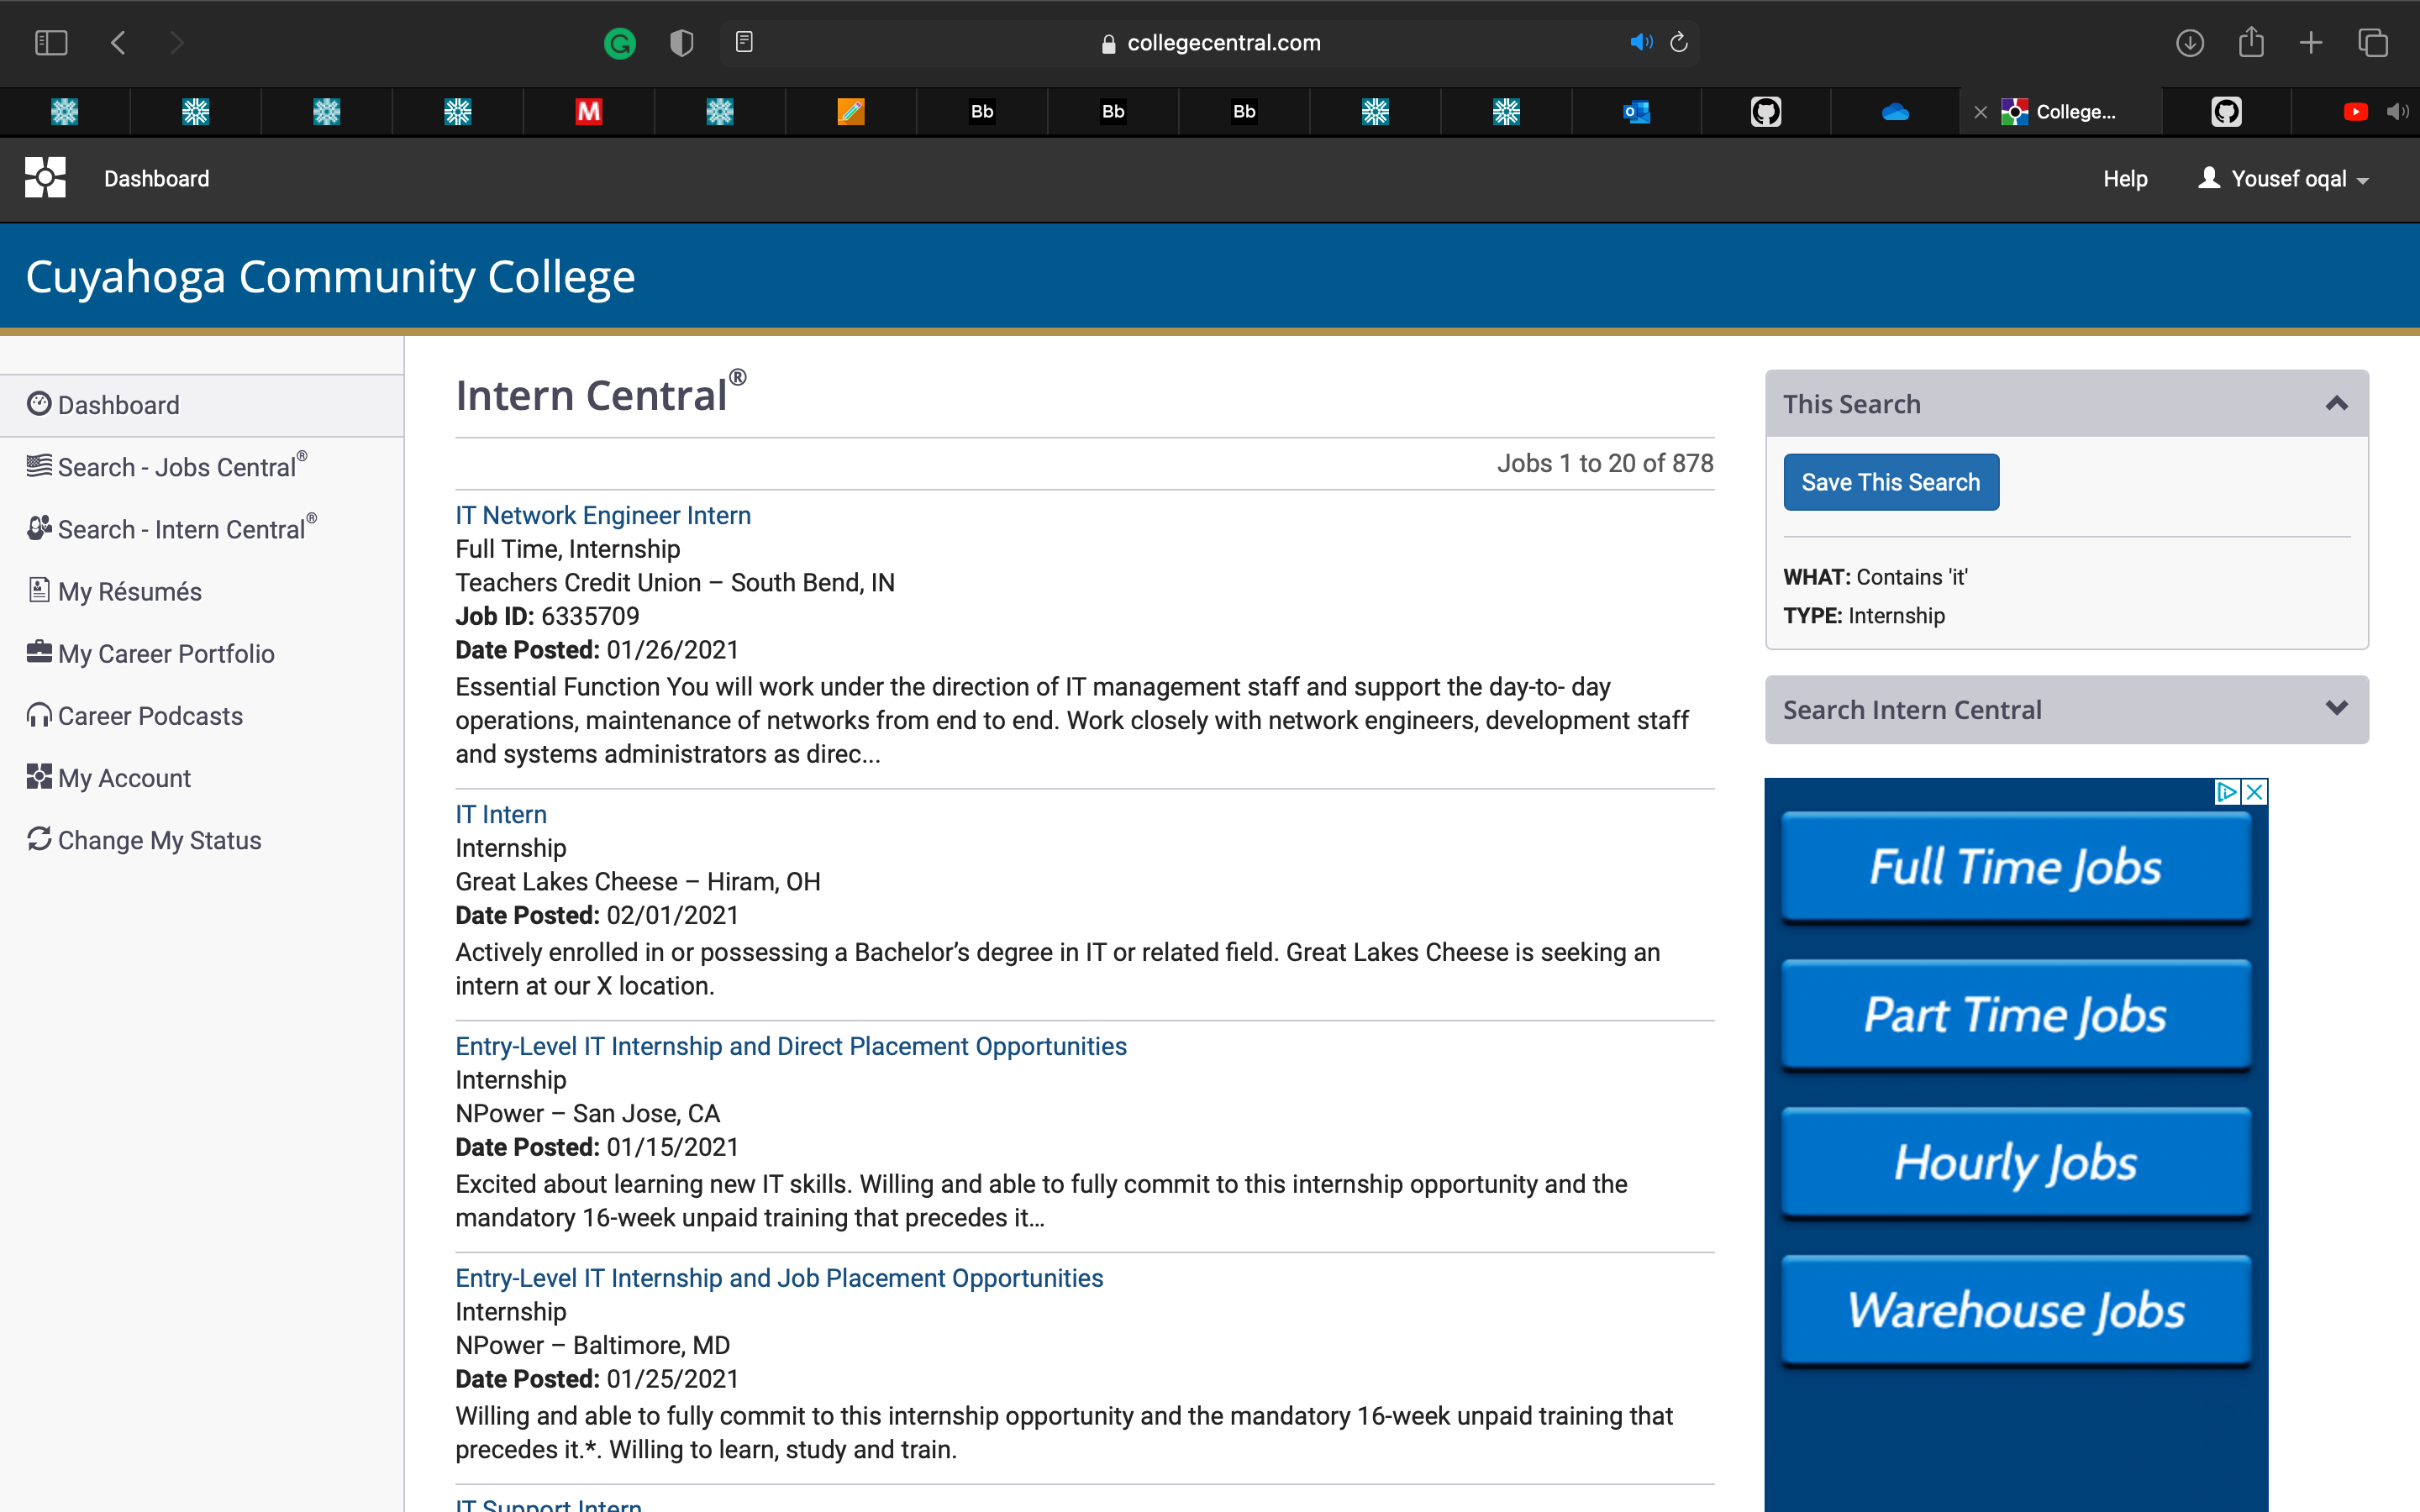 collegecentral.com
M
Bb
Bb
Bb
College...
Dashboard
Help
Yousef oqal
Cuyahoga Community College
Dashboard
Search - Jobs Central®
Search - Intern Central®
My Résumés
My Career Portfolio
Career Podcasts
My Account
Change My Status
Intern Central®
Jobs 1 to 20 of 878
IT Network Engineer Intern
Full Time, Internship
Teachers Credit Union – South Bend, IN
Job ID: 6335709
Date Posted: 01/26/2021
Essential Function You will work under the direction of IT management staff and support the day-to- day
operations, maintenance of networks from end to end. Work closely with network engineers, development staff
and systems administrators as direc...
IT Intern
Internship
Great Lakes Cheese – Hiram, OH
Date Posted: 02/01/2021
Actively enrolled in or possessing a Bachelor’s degree in IT or related field. Great Lakes Cheese is seeking an
intern at our X location.
Entry-Level IT Internship and Direct Placement Opportunities
Internship
NPower – San Jose, CA
Date Posted: 01/15/2021
Excited about learning new IT skills. Willing and able to fully commit to this internship opportunity and the
mandatory 16-week unpaid training that precedes it...
Entry-Level IT Internship and Job Placement Opportunities
Internship
NPower – Baltimore, MD
Date Posted: 01/25/2021
Willing and able to fully commit to this internship opportunity and the mandatory 16-week unpaid training that
precedes it.*. Willing to learn, study and train.
IT Support Intern
This Search
Save This Search
WHAT: Contains 'it'
TYPE: Internship
Search Intern Central
Full Time Jobs
Part Time Jobs
Hourly Jobs
Warehouse Jobs